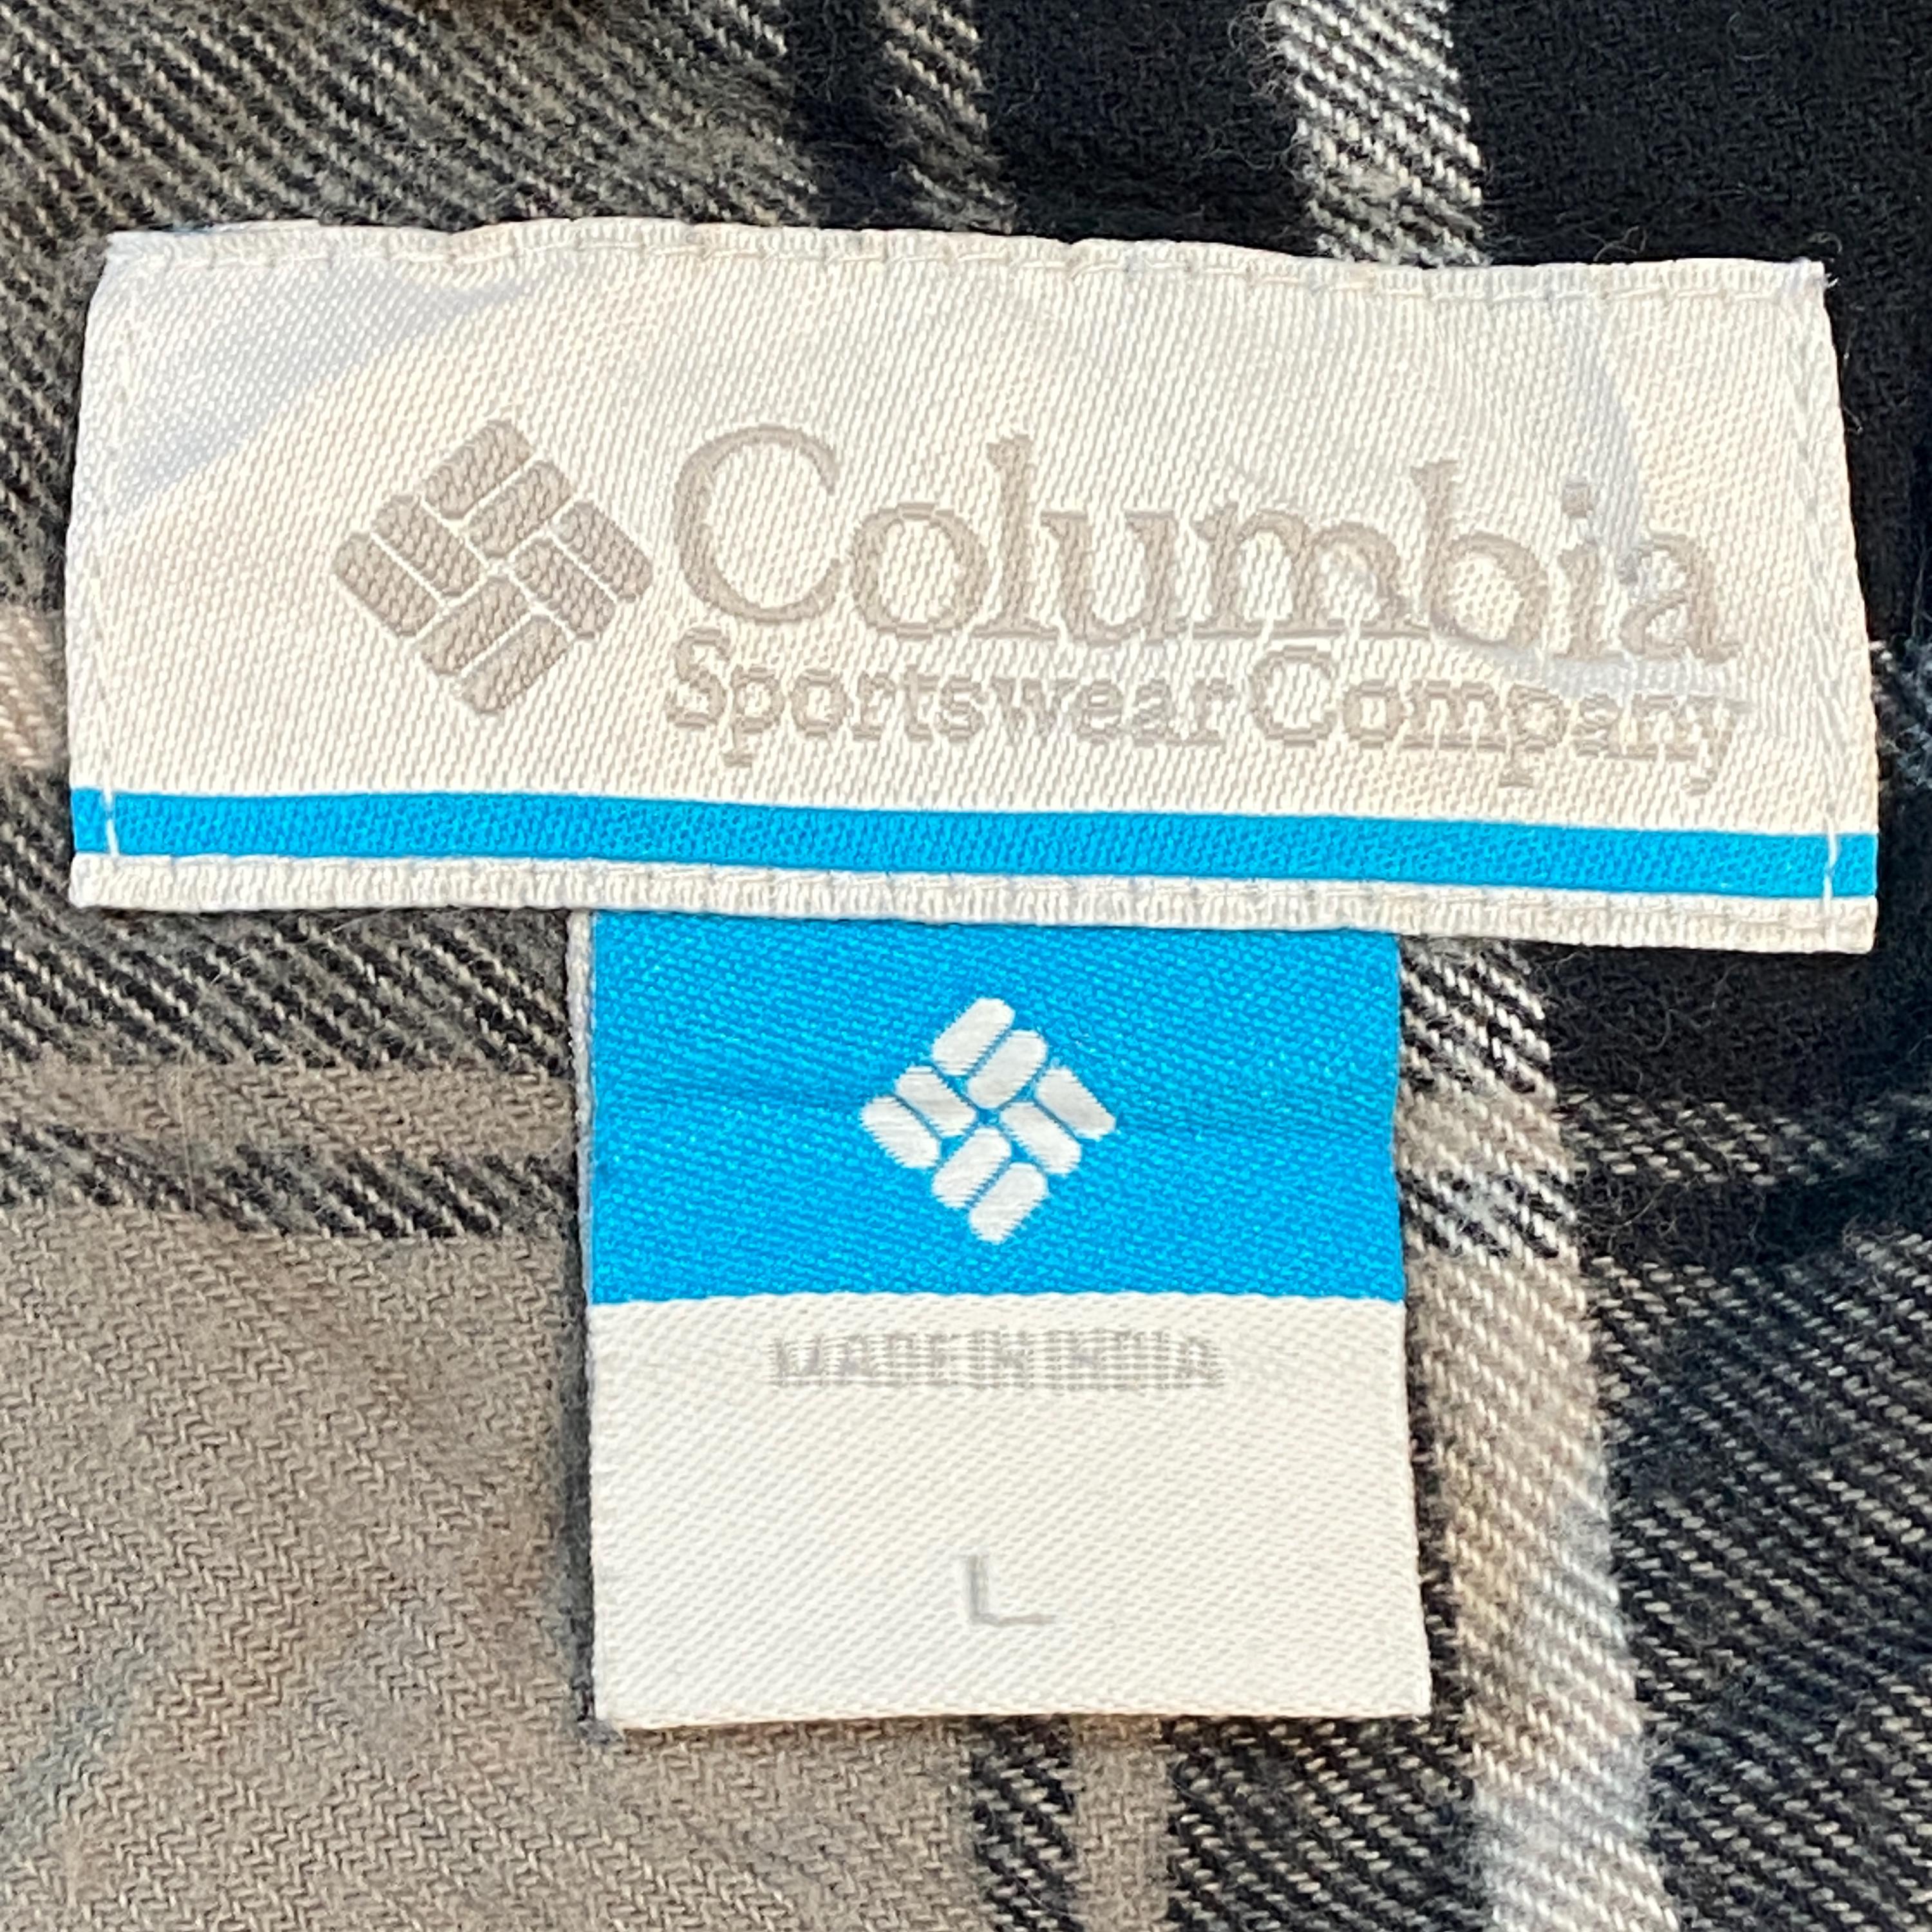 Columbia
Sportswear Company
MADE IN INDIA
L